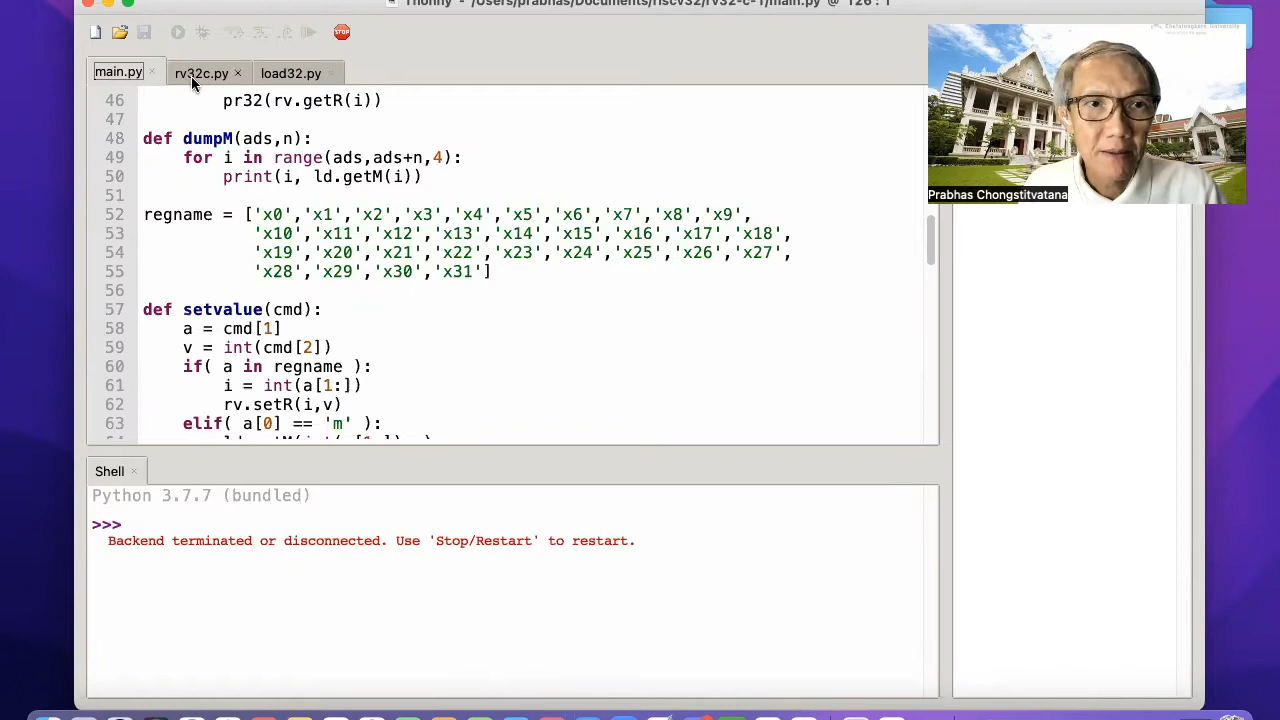 Thonny - /Users/prabhas/Documents/riscv32/rv32-c-1/main.py @ 126 : 1
STOP
main.py × rv32c.py × load32.py
46 pr32(rv.getR(i))
47
48 def dumpM(ads,n):
49 for i in range(ads,ads+n,4):
50 print(i, ld.getM(i))
51
52 regname = ['x0','x1','x2','x3','x4','x5','x6','x7','x8','x9',
53 'x10','x11','x12','x13','x14','x15','x16','x17','x18',
54 'x19','x20','x21','x22','x23','x24','x25','x26','x27',
55 'x28','x29','x30','x31']
56
57 def setvalue(cmd):
58 a = cmd[1]
59 v = int(cmd[2])
60 if( a in regname ):
61 i = int(a[1:])
62 rv.setR(i,v)
63 elif( a[0] == 'm' ):
Shell ×
Python 3.7.7 (bundled)
>>>
Backend terminated or disconnected. Use 'Stop/Restart' to restart.
Chulalongkorn University
Prabhas Chongstitvatana